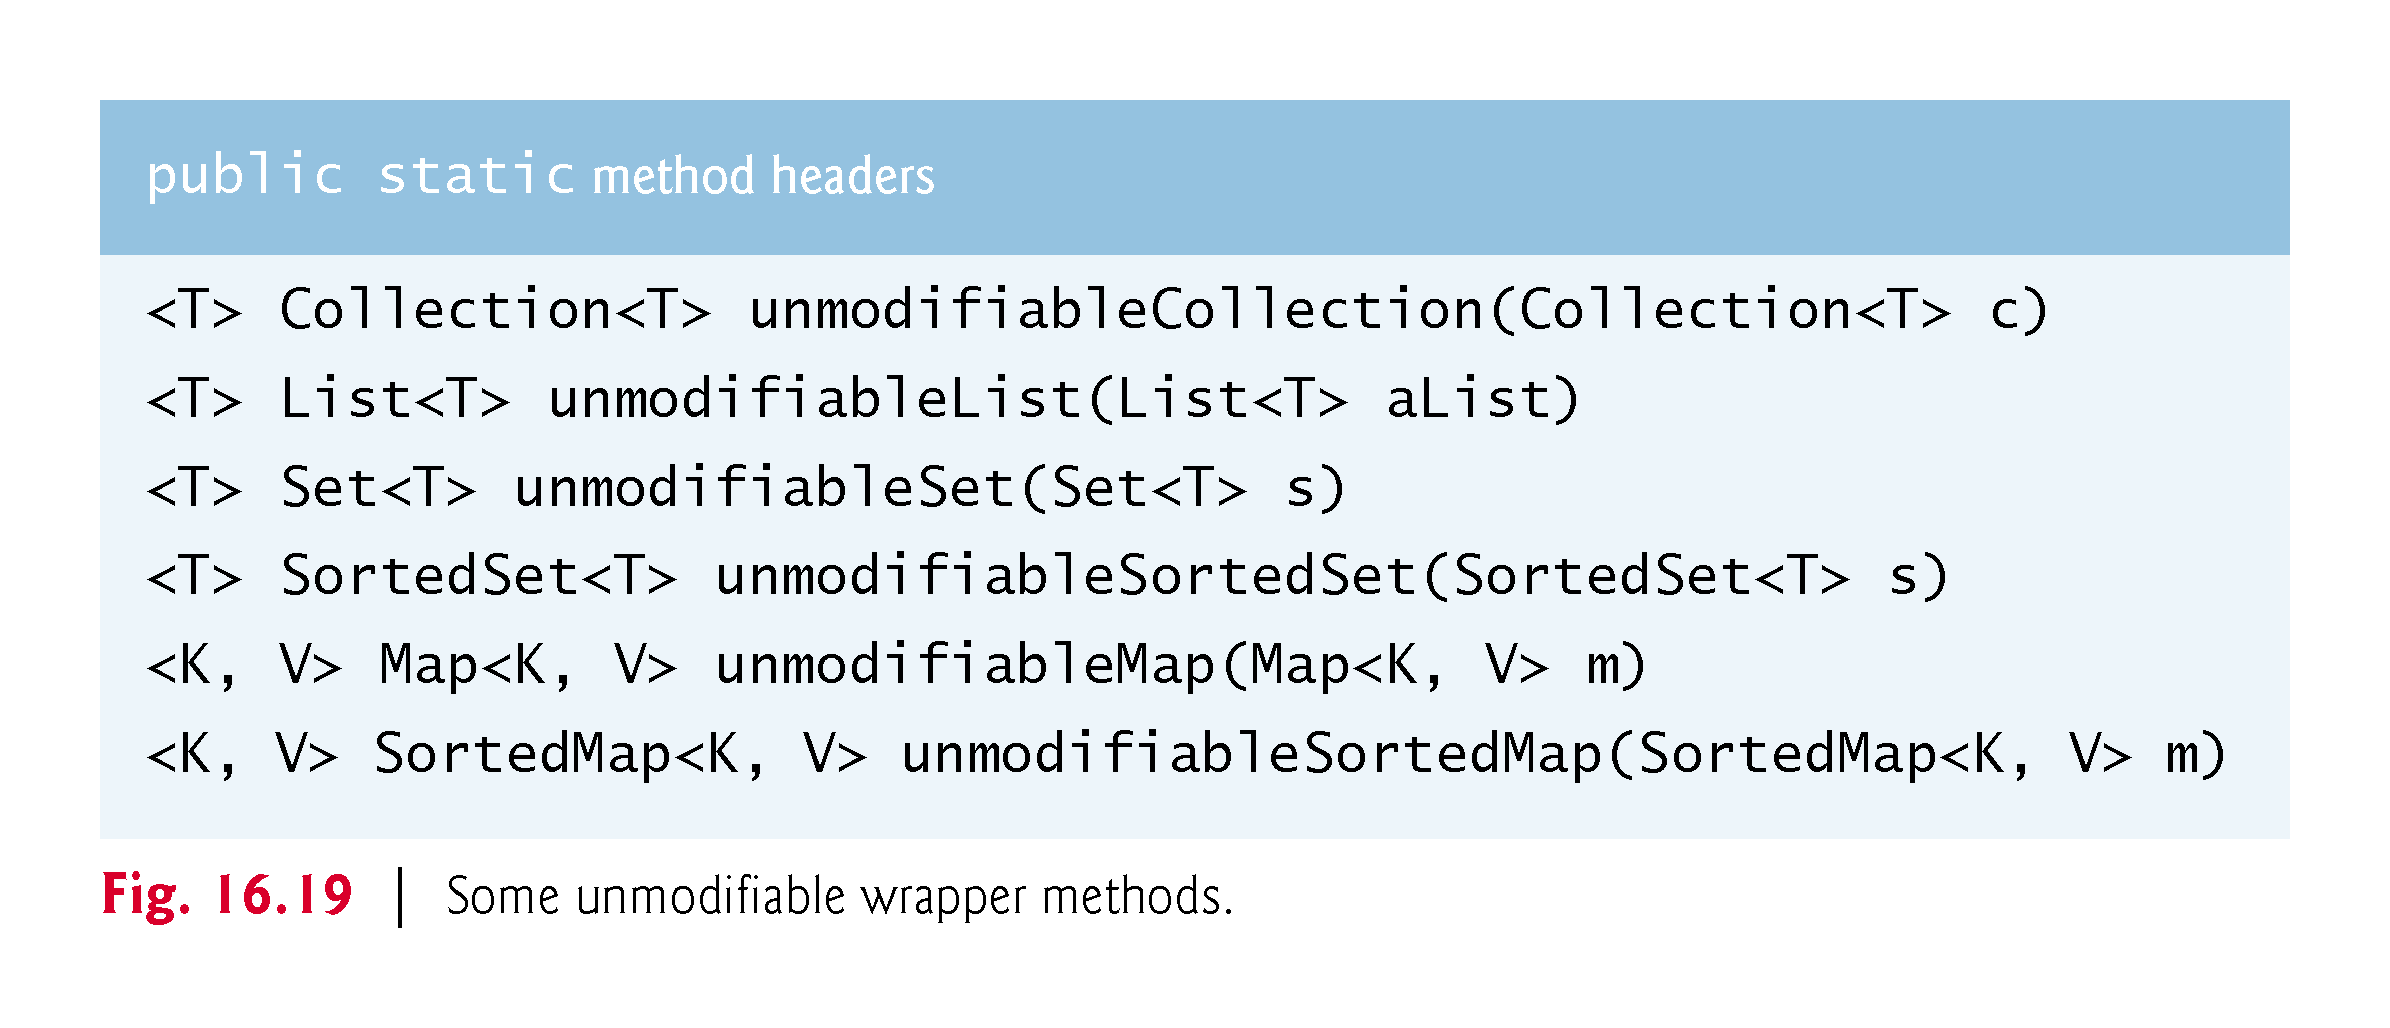 public static method headers
<T> Collection<T> unmodifiableCollection(Collection<T> c)
<T> List<T> unmodifiableList(List<T> aList)
<T> Set<T> unmodifiableSet(Set<T> s)
<T> SortedSet<T> unmodifiableSortedSet(SortedSet<T> s)
<K, V> Map<K, V> unmodifiableMap(Map<K, V> m)
<K, V> SortedMap<K, V> unmodifiableSortedMap(SortedMap<K, V> m)
Fig. 16.19 | Some unmodifiable wrapper methods.